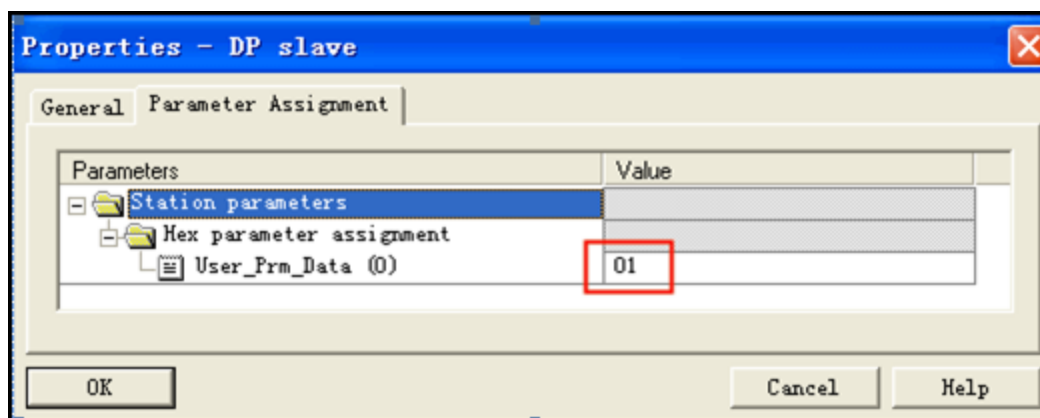 Properties - DP slave
General Parameter Assignment
Parameters Value
Station parameters
Hex parameter assignment
User_Prm_Data (0) 01
OK Cancel Help